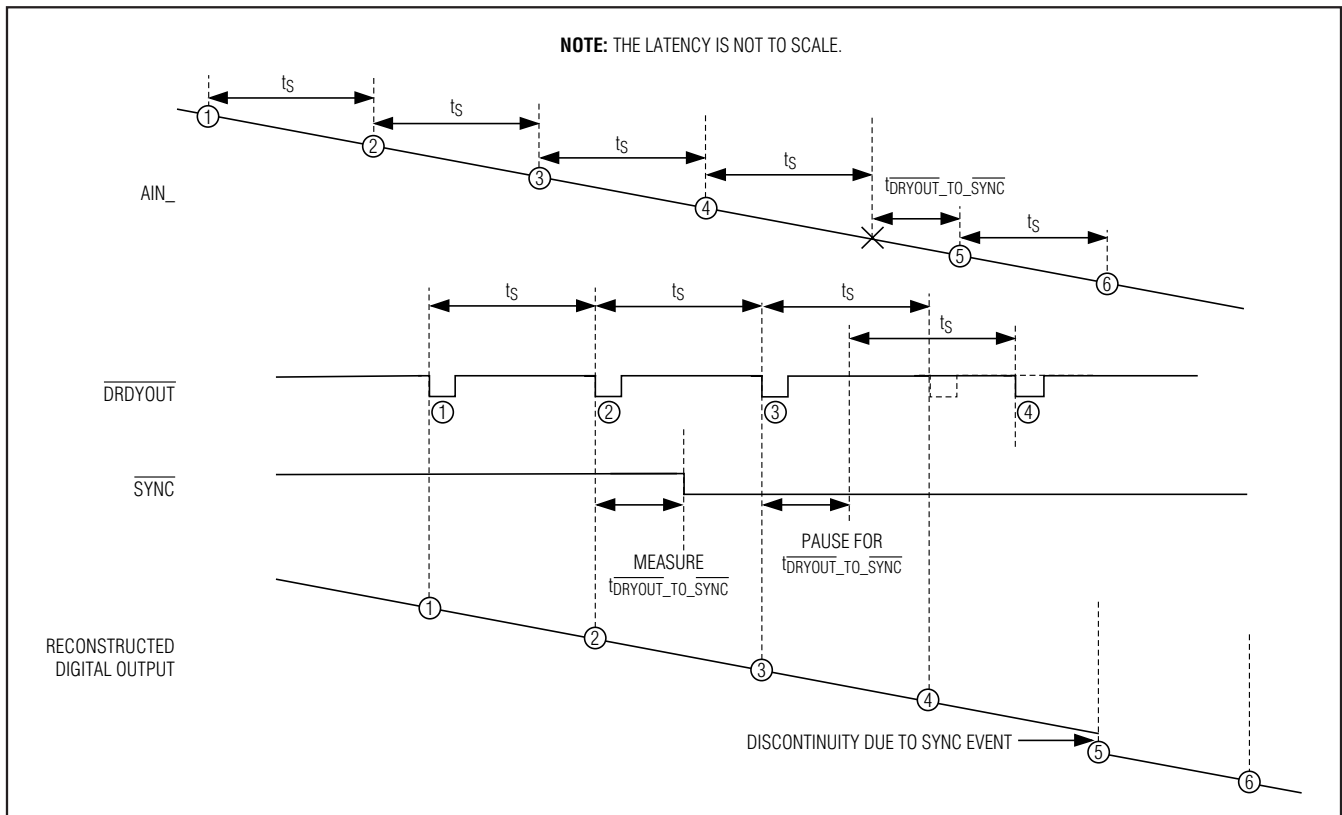 NOTE: THE LATENCY IS NOT TO SCALE.
tS
tS
tS
tS
tDRYOUT_TO_SYNC
tS
AIN_
1
2
3
4
5
6
tS
tS
tS
tS
DRDYOUT
1
2
3
4
SYNC
MEASURE
tDRYOUT_TO_SYNC
PAUSE FOR
tDRYOUT_TO_SYNC
RECONSTRUCTED
DIGITAL OUTPUT
1
2
3
4
DISCONTINUITY DUE TO SYNC EVENT
5
6